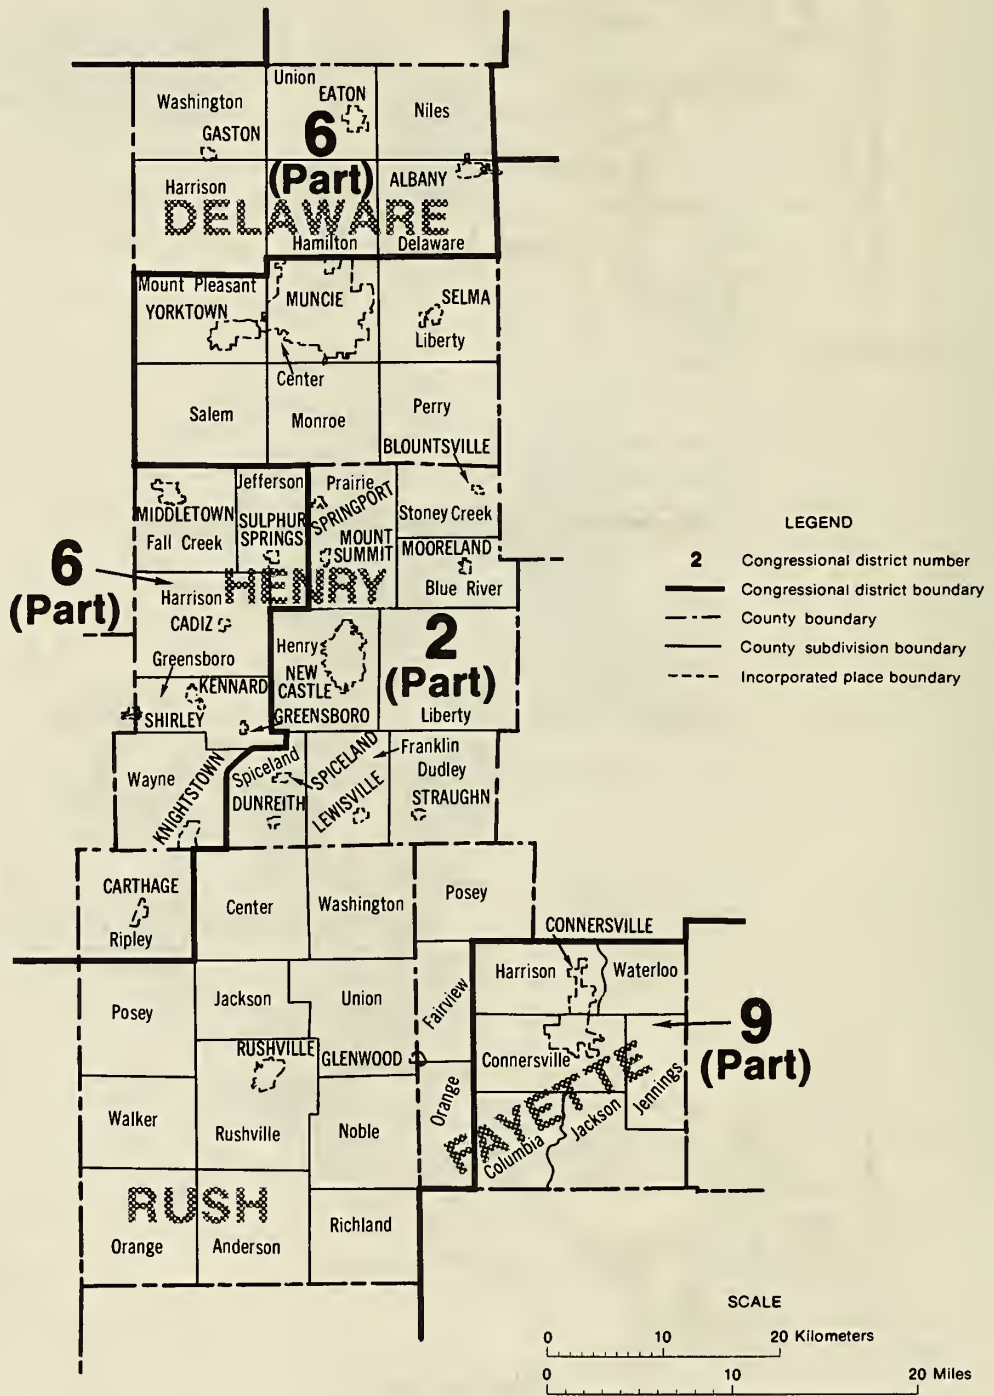 Washington
Union
EATON
Niles
GASTON
6
(Part)
Harrison
ALBANY
DELAWARE
Hamilton
Delaware
Mount Pleasant
MUNCIE
SELMA
YORKTOWN
Liberty
Center
Salem
Monroe
Perry
BLOUNTSVILLE
Jefferson
Prairie
SPRINGPORT
MIDDLETOWN
SULPHUR
SPRINGS
Stoney Creek
Fall Creek
MOUNT
SUMMIT
MOORELAND
6
(Part)
HENRY
Blue River
Harrison
CADIZ
Henry
2
(Part)
Greensboro
NEW
CASTLE
KENNARD
SHIRLEY
GREENSBORO
Liberty
Wayne
KNIGHTSTOWN
Spiceland
SPICELAND
Franklin
Dudley
DUNREITH
LEWISVILLE
STRAUGHN
LEGEND
2 Congressional district number
Congressional district boundary
County boundary
County subdivision boundary
Incorporated place boundary
CARTHAGE
Ripley
Center
Washington
Posey
CONNERSVILLE
Harrison
Waterloo
Posey
Jackson
Union
Fairview
RUSHVILLE
GLENWOOD
Connersville
9
(Part)
Walker
Rushville
Noble
Orange
FAYETTE
Jennings
Columbia
Jackson
RUSH
Orange
Anderson
Richland
SCALE
0 10 20 Kilometers
0 10 20 Miles